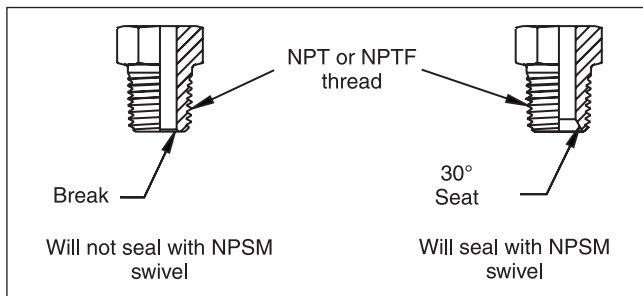 NPT or NPTF
thread
Break
30°
Seat
Will not seal with NPSM
swivel
Will seal with NPSM
swivel